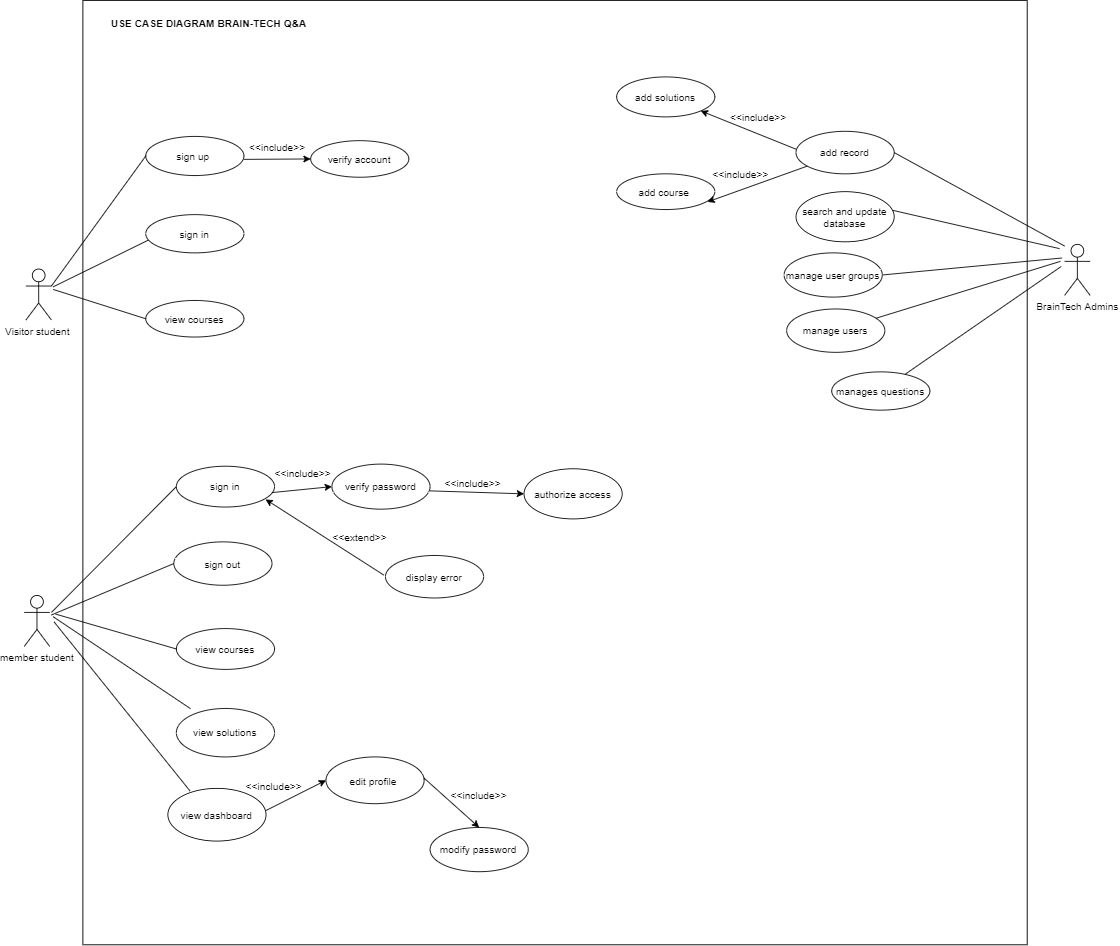 USE CASE DIAGRAM BRAIN-TECH Q&A
add solutions
<<include>>
add record
sign up
<<include>>
verify account
<<include>>
add course
search and update
database
sign in
manage user groups
BrainTech Admins
view courses
Visitor student
manage users
manages questions
sign in
<<include>>
verify password
<<include>>
authorize access
<<extend>>
sign out
display error
view courses
member student
view solutions
<<include>>
edit profile
<<include>>
view dashboard
modify password